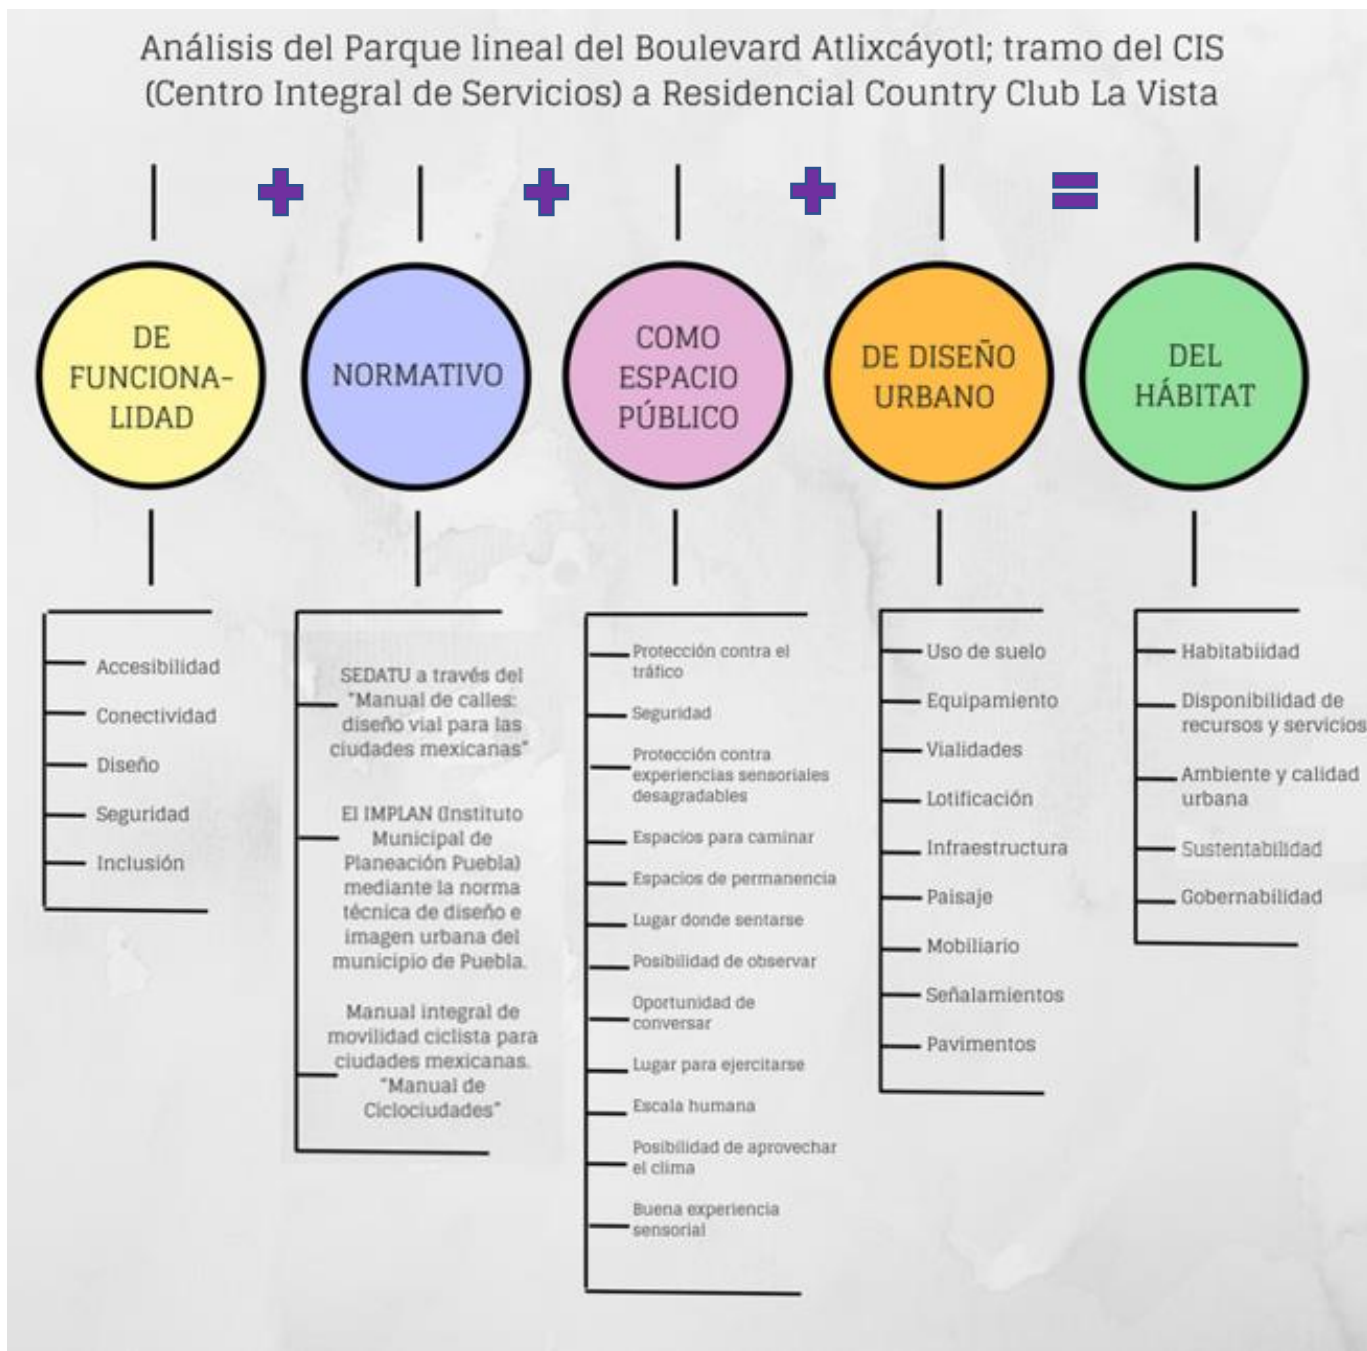 Análisis del Parque lineal del Boulevard Atlixcáyotl; tramo del CIS
(Centro Integral de Servicios) a Residencial Country Club La Vista
DE
FUNCIONA-
LIDAD
NORMATIVO
COMO
ESPACIO
PÚBLICO
DE DISEÑO
URBANO
DEL
HÁBITAT
Accesibilidad
Conectividad
Diseño
Seguridad
Inclusión
SEDATU a través del
"Manual de calles:
diseño vial para las
ciudades mexicanas"
El IMPLAN (Instituto
Municipal de
Planeación Puebla)
mediante la norma
técnica de diseño e
imagen urbana del
municipio de Puebla.
Manual integral de
movilidad ciclista para
ciudades mexicanas.
"Manual de
Ciclociudades"
Protección contra el
tráfico
Seguridad
Protección contra
experiencias sensoriales
desagradables
Espacios para caminar
Espacios de permanencia
Lugar donde sentarse
Posibilidad de observar
Oportunidad de
conversar
Lugar para ejercitarse
Escala humana
Posibilidad de aprovechar
el clima
Buena experiencia
sensorial
Uso de suelo
Equipamiento
Vialidades
Lotificación
Infraestructura
Paisaje
Mobiliario
Señalamientos
Pavimentos
Habitabiidad
Disponibilidad de
recursos y servicios
Ambiente y calidad
urbana
Sustentabilidad
Gobernabilidad